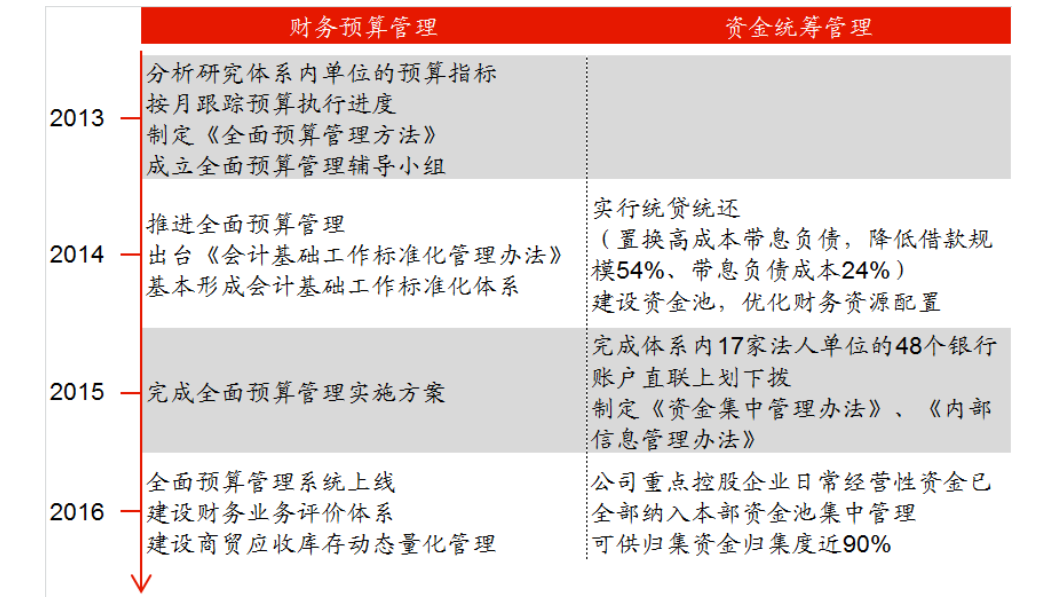 财务预算管理
资金统筹管理
2013
分析研究体系内单位的预算指标
按月跟踪预算执行进度
制定《全面预算管理方法》
成立全面预算管理辅导小组
2014
推进全面预算管理
出台《会计基础工作标准化管理办法》
基本形成会计基础工作标准化体系
实行统贷统还
（置换高成本带息负债，降低借款规
模54%、带息负债成本24%）
建设资金池，优化财务资源配置
2015
完成全面预算管理实施方案
完成体系内17家法人单位的48个银行
账户直联上划下拨
制定《资金集中管理办法》、《内部
信息管理办法》
2016
全面预算管理系统上线
建设财务业务评价体系
建设商贸应收库存动态量化管理
公司重点控股企业日常经营性资金已
全部纳入本部资金池集中管理
可供归集资金归集度近90%